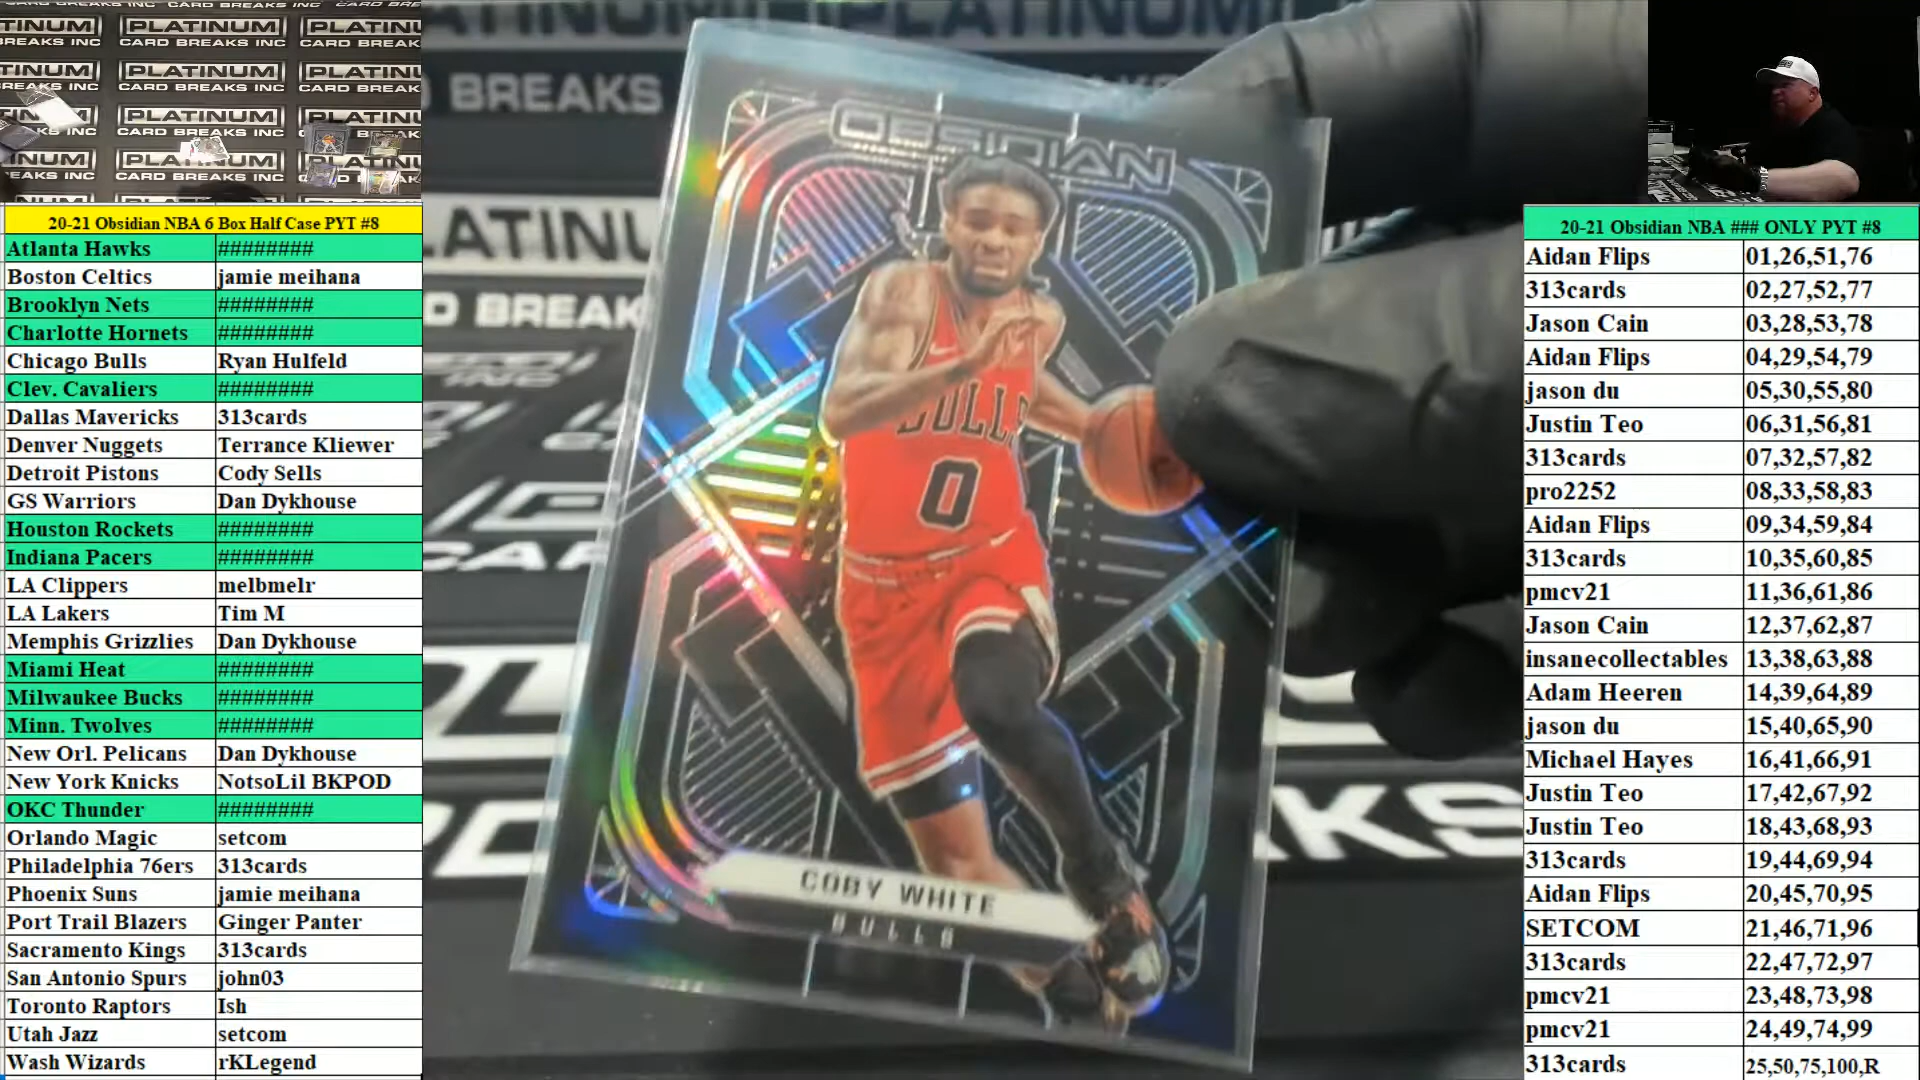 PLATINUM
CARD BREAKS INC
20-21 Obsidian NBA 6 Box Half Case PYT #8
Atlanta Hawks ########
Boston Celtics jamie meihana
Brooklyn Nets ########
Charlotte Hornets ########
Chicago Bulls Ryan Hulfeld
Clev. Cavaliers ########
Dallas Mavericks 313cards
Denver Nuggets Terrance Kliewer
Detroit Pistons Cody Sells
GS Warriors Dan Dykhouse
Houston Rockets ########
Indiana Pacers ########
LA Clippers melbmelr
LA Lakers Tim M
Memphis Grizzlies Dan Dykhouse
Miami Heat ########
Milwaukee Bucks ########
Minn. Twolves ########
New Orl. Pelicans Dan Dykhouse
New York Knicks NotsoLil BKPOD
OKC Thunder ########
Orlando Magic setcom
Philadelphia 76ers 313cards
Phoenix Suns jamie meihana
Port Trail Blazers Ginger Panter
Sacramento Kings 313cards
San Antonio Spurs john03
Toronto Raptors Ish
Utah Jazz setcom
Wash Wizards rKLegend
OBSIDIAN
BULLS
0
COBY WHITE
BULLS
20-21 Obsidian NBA ### ONLY PYT #8
Aidan Flips 01,26,51,76
313cards 02,27,52,77
Jason Cain 03,28,53,78
Aidan Flips 04,29,54,79
jason du 05,30,55,80
Justin Teo 06,31,56,81
313cards 07,32,57,82
pro2252 08,33,58,83
Aidan Flips 09,34,59,84
313cards 10,35,60,85
pmcv21 11,36,61,86
Jason Cain 12,37,62,87
insanecollectables 13,38,63,88
Adam Heeren 14,39,64,89
jason du 15,40,65,90
Michael Hayes 16,41,66,91
Justin Teo 17,42,67,92
Justin Teo 18,43,68,93
313cards 19,44,69,94
Aidan Flips 20,45,70,95
SETCOM 21,46,71,96
313cards 22,47,72,97
pmcv21 23,48,73,98
pmcv21 24,49,74,99
313cards 25,50,75,100,R